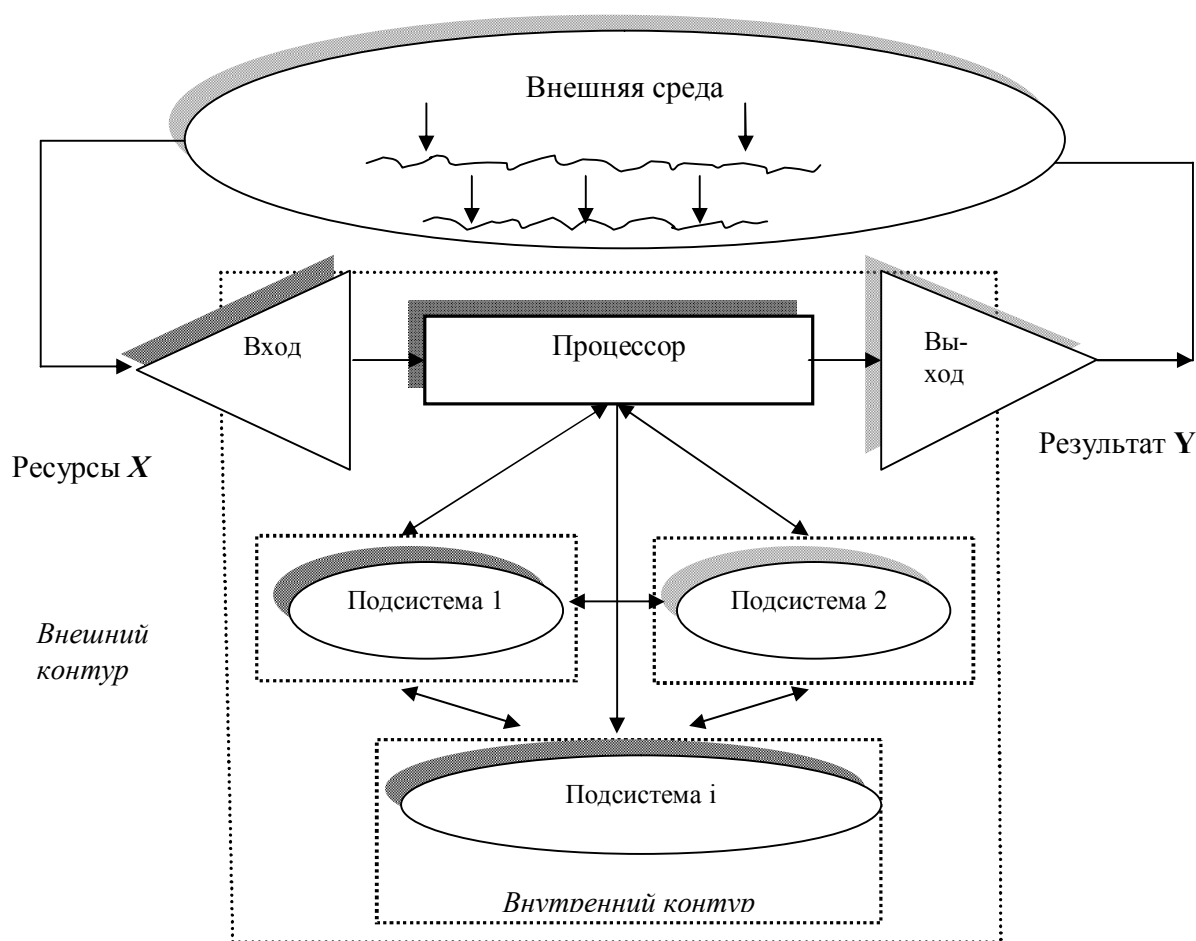 Внешняя среда
Вход
Процессор
Вы-
ход
Ресурсы X
Результат Y
Подсистема 1
Подсистема 2
Внешний
контур
Подсистема i
Внутренний контур